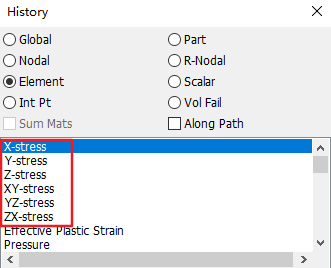 History
Global Part
Nodal R-Nodal
Element Scalar
Int Pt Vol Fail
Sum Mats Along Path
X-stress
Y-stress
Z-stress
XY-stress
YZ-stress
ZX-stress
Effective Plastic Strain
Pressure